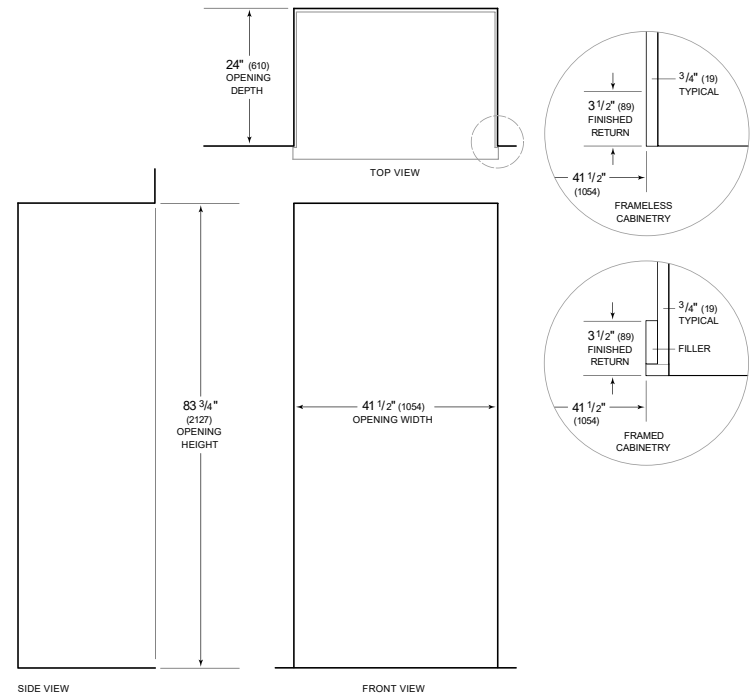 24" (610)
OPENING
DEPTH
TOP VIEW
3/4" (19)
TYPICAL
3 1/2" (89)
FINISHED
RETURN
41 1/2"
(1054)
FRAMELESS
CABINETRY
3/4" (19)
TYPICAL
3 1/2" (89)
FINISHED
RETURN
FILLER
41 1/2"
(1054)
FRAMED
CABINETRY
83 3/4"
(2127)
OPENING
HEIGHT
41 1/2" (1054)
OPENING WIDTH
SIDE VIEW
FRONT VIEW